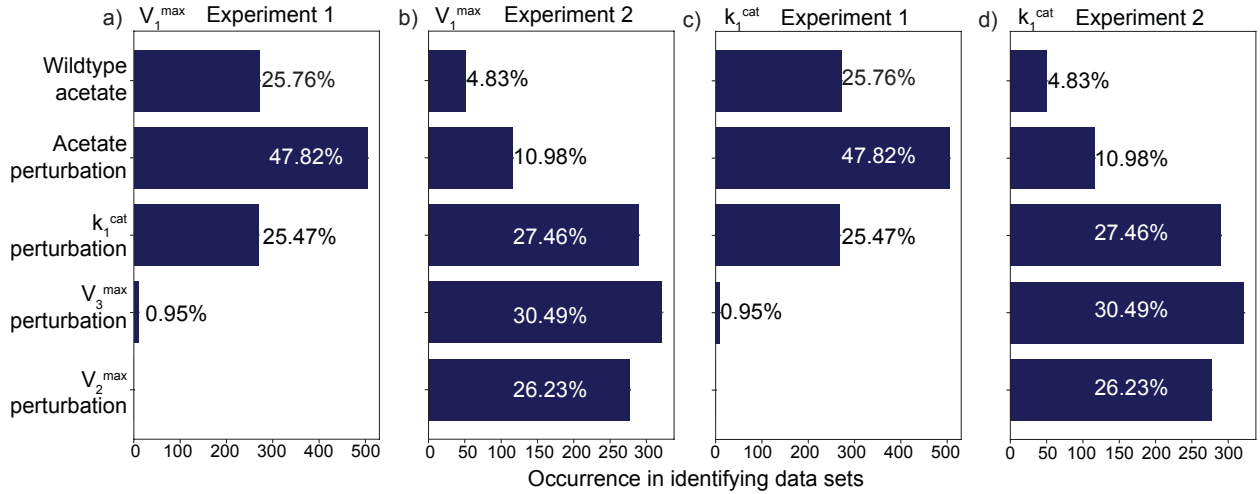 a) V₁ᵐᵃˣ Experiment 1
b) V₁ᵐᵃˣ Experiment 2
c) k₁ᶜᵃᵗ Experiment 1
d) k₁ᶜᵃᵗ Experiment 2
Wildtype
acetate
25.76%
4.83%
25.76%
4.83%
Acetate
perturbation
47.82%
10.98%
47.82%
10.98%
k₁ᶜᵃᵗ
perturbation
25.47%
27.46%
25.47%
27.46%
V₃ᵐᵃˣ
perturbation
0.95%
30.49%
0.95%
30.49%
V₂ᵐᵃˣ
perturbation
26.23%
26.23%
0 100 200 300 400 500
0 50 100 150 200 250 300
0 100 200 300 400 500
0 50 100 150 200 250 300
Occurrence in identifying data sets